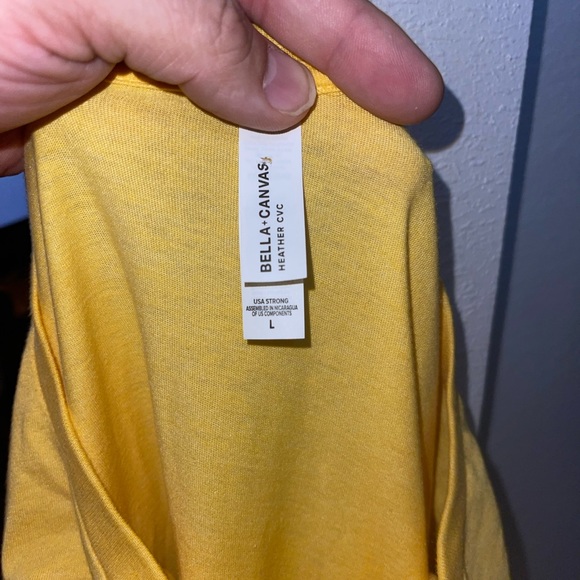 BELLA+CANVAS
HEATHER CVC
USA STRONG
ASSEMBLED IN NICARAGUA
OF US COMPONENTS
L